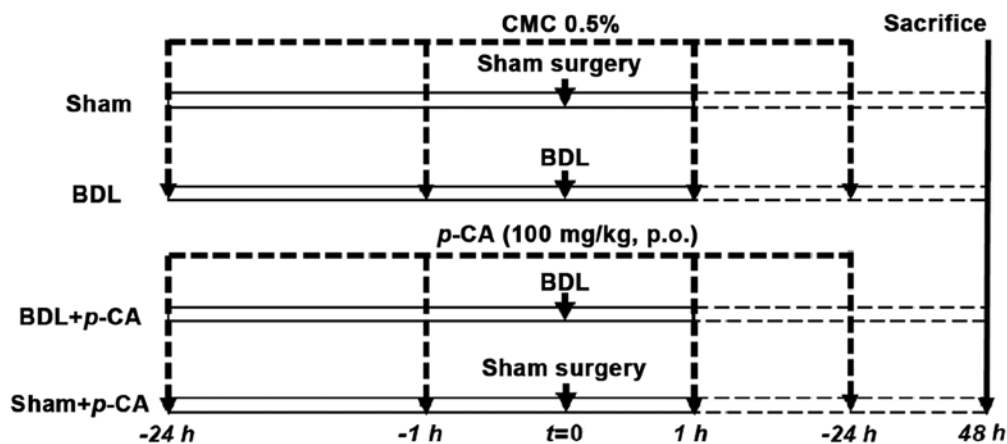 CMC 0.5%
Sacrifice
Sham surgery
Sham
BDL
BDL
p-CA (100 mg/kg, p.o.)
BDL
BDL+p-CA
Sham surgery
Sham+p-CA
-24 h -1 h t=0 1 h -24 h 48 h